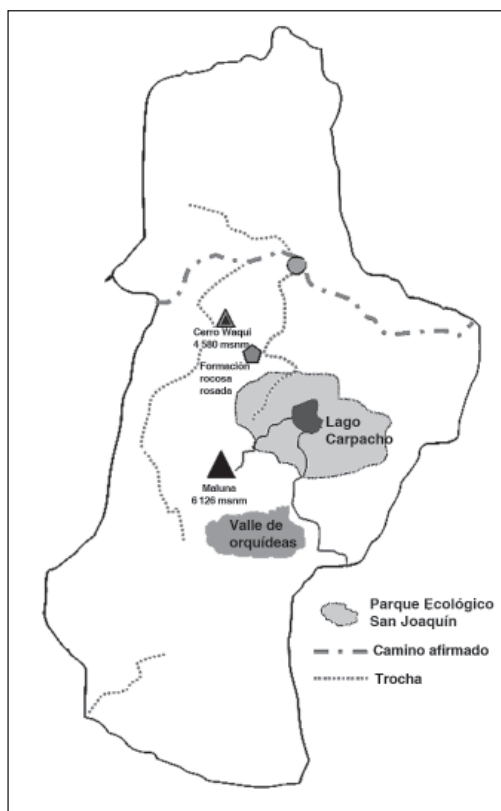 Cerro Waqui
4 580 msnm
Formación
rocosa
rosada
Lago
Carpacho
Maluna
6 126 msnm
Valle de
orquídeas
Parque Ecológico
San Joaquín
Camino afirmado
Trocha